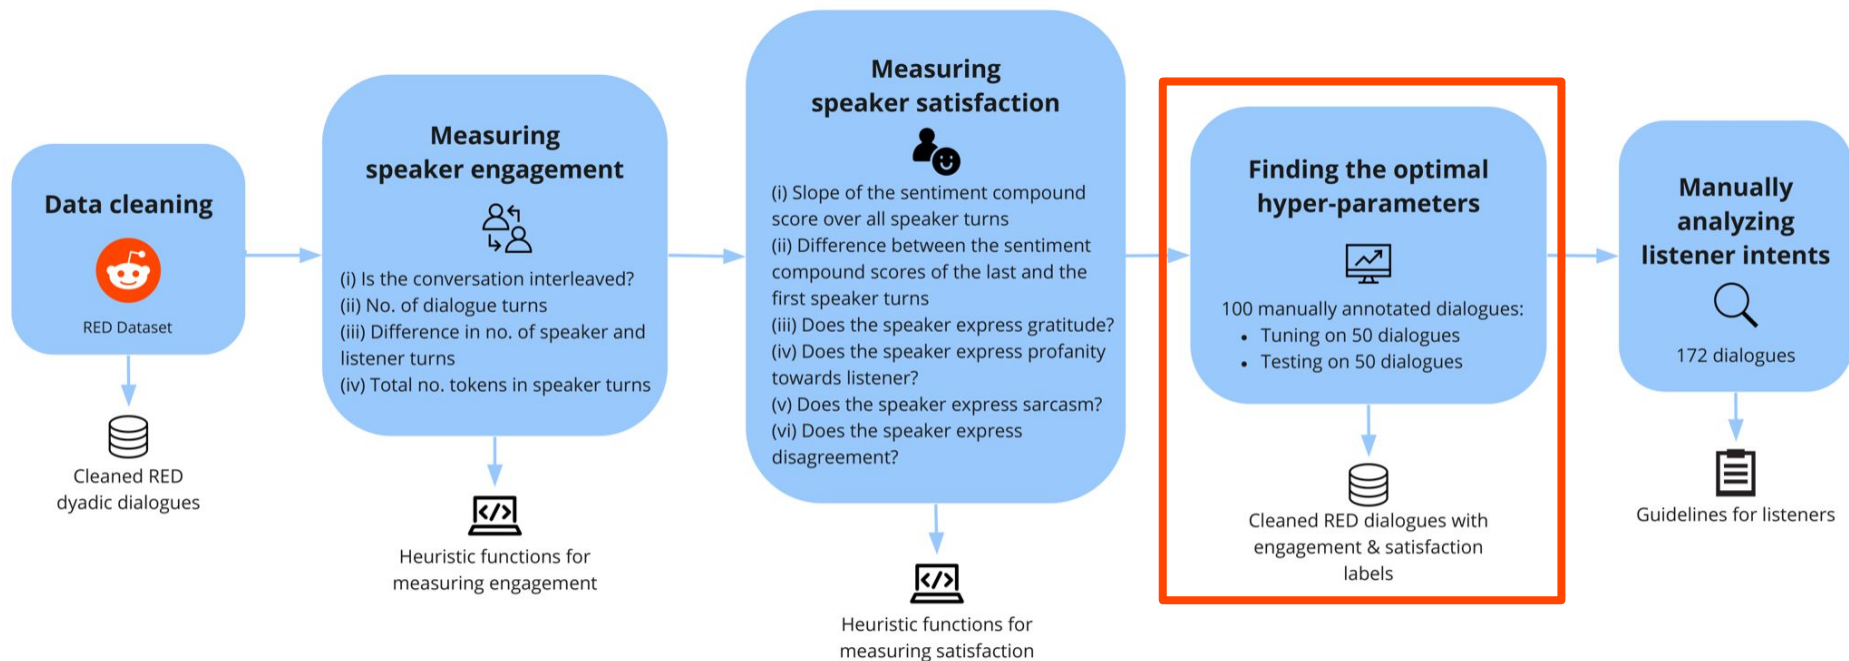 Data cleaning
RED Dataset
Cleaned RED
dyadic dialogues
Measuring
speaker engagement
(i) Is the conversation interleaved?
(ii) No. of dialogue turns
(iii) Difference in no. of speaker and
listener turns
(iv) Total no. tokens in speaker turns
Heuristic functions for
measuring engagement
Measuring
speaker satisfaction
(i) Slope of the sentiment compound
score over all speaker turns
(ii) Difference between the sentiment
compound scores of the last and the
first speaker turns
(iii) Does the speaker express gratitude?
(iv) Does the speaker express profanity
towards listener?
(v) Does the speaker express sarcasm?
(vi) Does the speaker express
disagreement?
Heuristic functions for
measuring satisfaction
Finding the optimal
hyper-parameters
100 manually annotated dialogues:
• Tuning on 50 dialogues
• Testing on 50 dialogues
Cleaned RED dialogues with
engagement & satisfaction
labels
Manually
analyzing
listener intents
172 dialogues
Guidelines for listeners